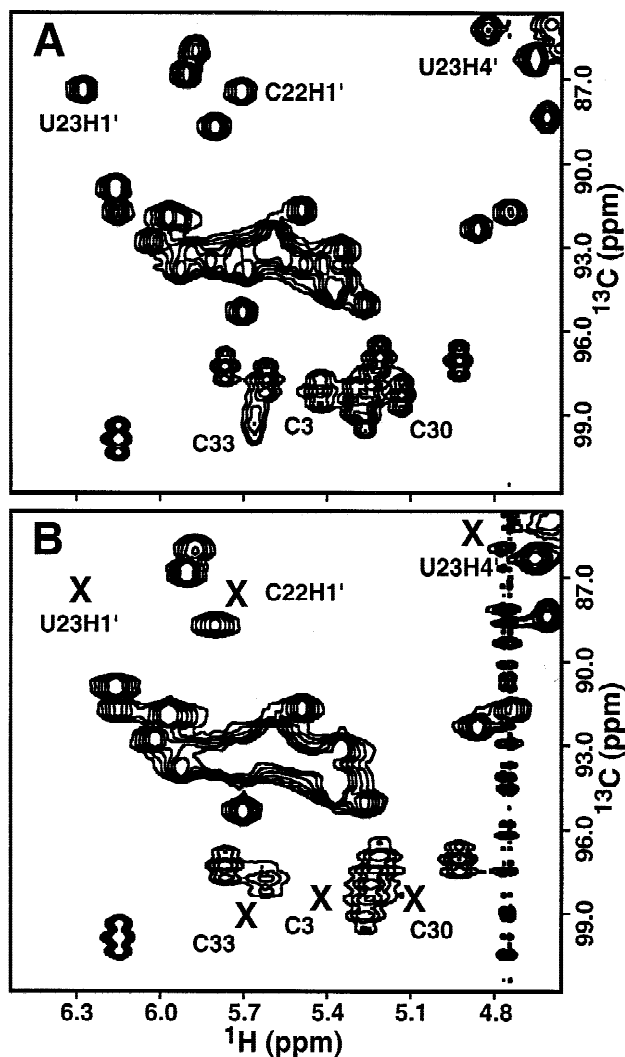 A
U23H1'
C22H1'
U23H4'
87.0
90.0
93.0
96.0
99.0
13C (ppm)
C33
C3
C30
B
X
X
X
U23H1'
C22H1'
U23H4'
87.0
90.0
93.0
96.0
99.0
13C (ppm)
X
X
X
C33
C3
C30
6.3 6.0 5.7 5.4 5.1 4.8
1H (ppm)